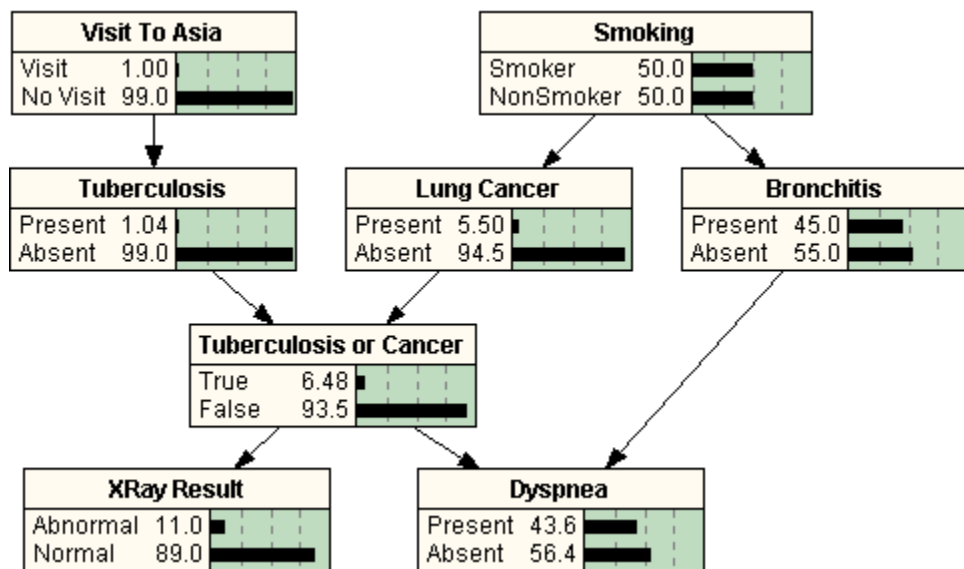 Visit To Asia
Visit 1.00
No Visit 99.0
Smoking
Smoker 50.0
NonSmoker 50.0
Tuberculosis
Present 1.04
Absent 99.0
Lung Cancer
Present 5.50
Absent 94.5
Bronchitis
Present 45.0
Absent 55.0
Tuberculosis or Cancer
True 6.48
False 93.5
XRay Result
Abnormal 11.0
Normal 89.0
Dyspnea
Present 43.6
Absent 56.4